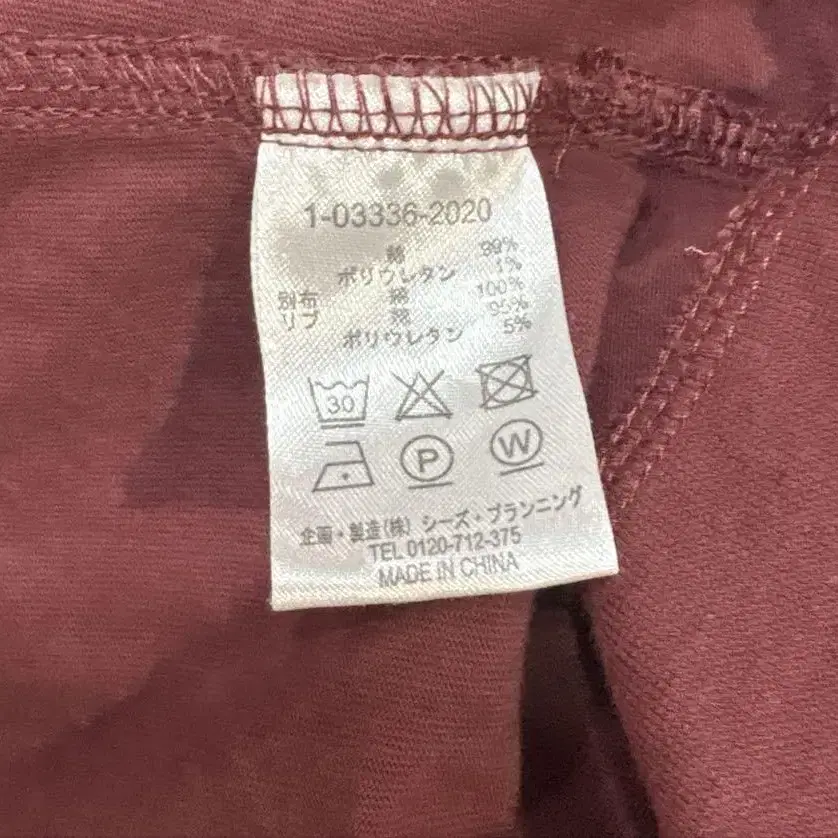 1-03336-2020
綿 99%
ポリウレタン 1%
別布 綿 100%
リブ 綿 95%
ポリウレタン 5%
30
P W
企画・製造(株) シーズ・プランニング
TEL 0120-712-375
MADE IN CHINA